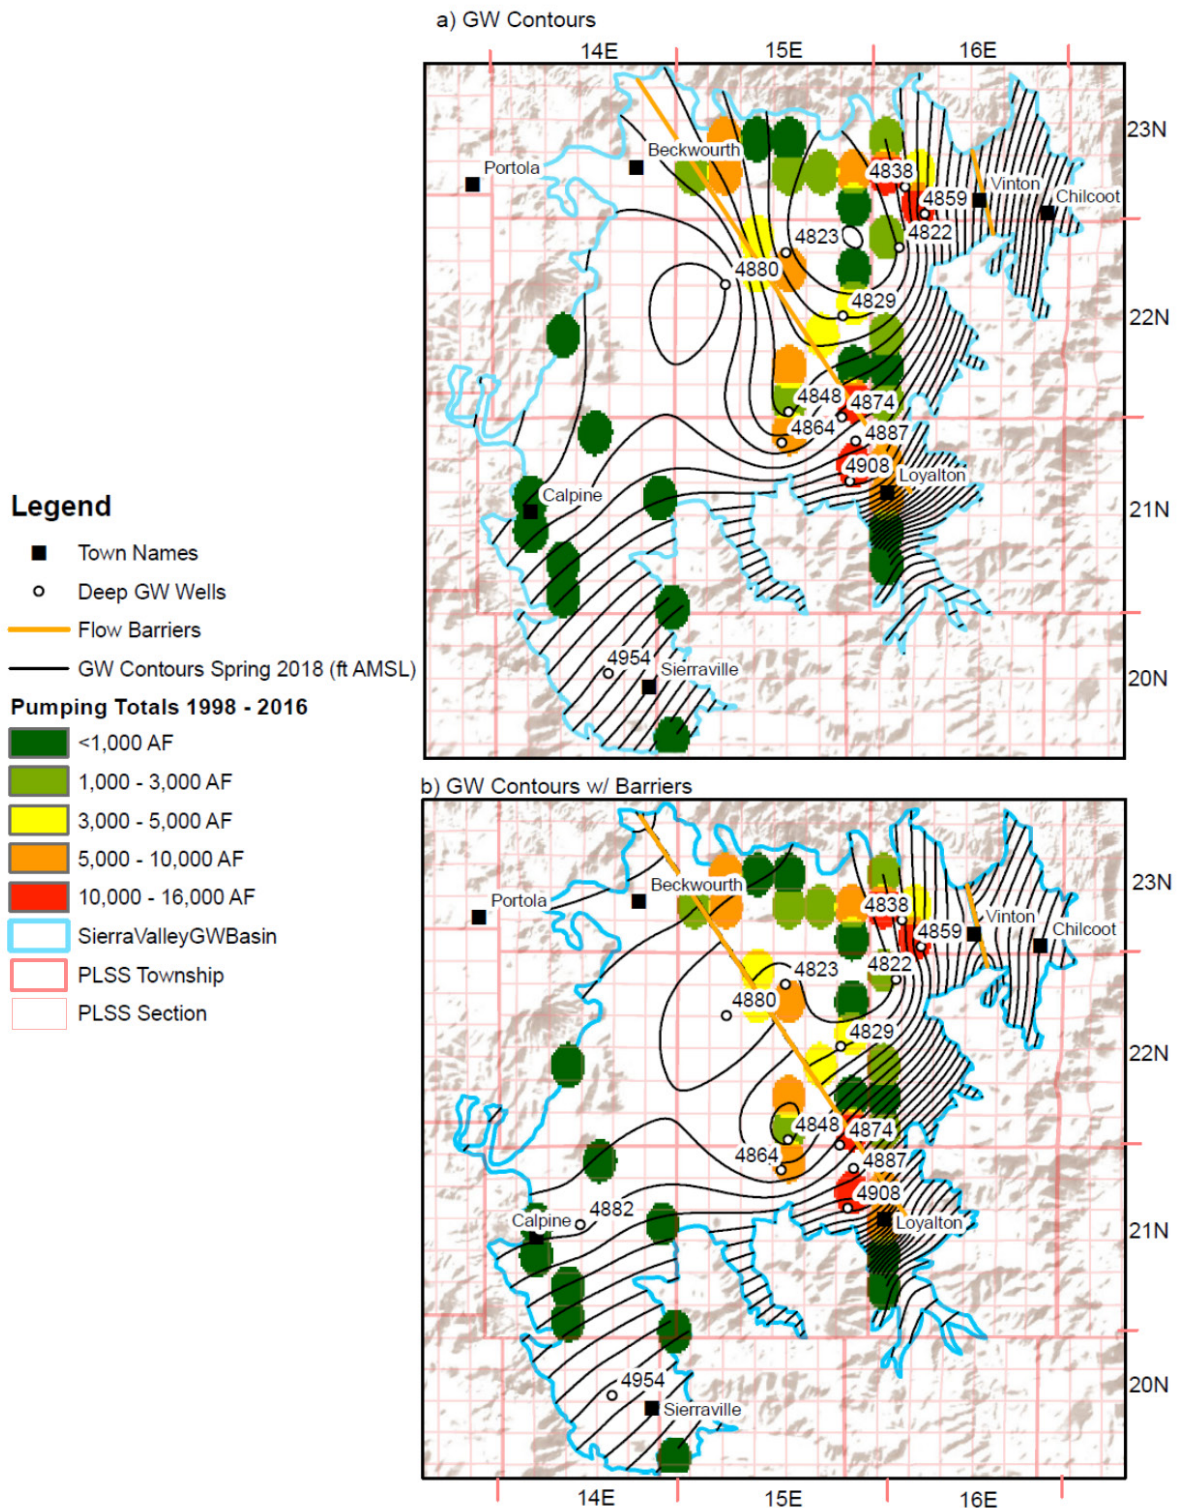 a) GW Contours
14E 15E 16E
23N
Beckwourth
Portola
4838
Vinton
4859
Chilcoot
4823
4822
4880
4829
22N
4848
4874
4864
4887
4908
Loyalton
Calpine
21N
4954
Sierraville
20N
Legend
Town Names
Deep GW Wells
Flow Barriers
GW Contours Spring 2018 (ft AMSL)
Pumping Totals 1998 - 2016
<1,000 AF
1,000 - 3,000 AF
3,000 - 5,000 AF
5,000 - 10,000 AF
10,000 - 16,000 AF
SierraValleyGWBasin
PLSS Township
PLSS Section
b) GW Contours w/ Barriers
23N
Beckwourth
Portola
4838
Vinton
4859
Chilcoot
4823
4822
4880
4829
22N
4848
4874
4864
4887
4908
4882
Calpine
Loyalton
21N
4954
Sierraville
20N
14E 15E 16E